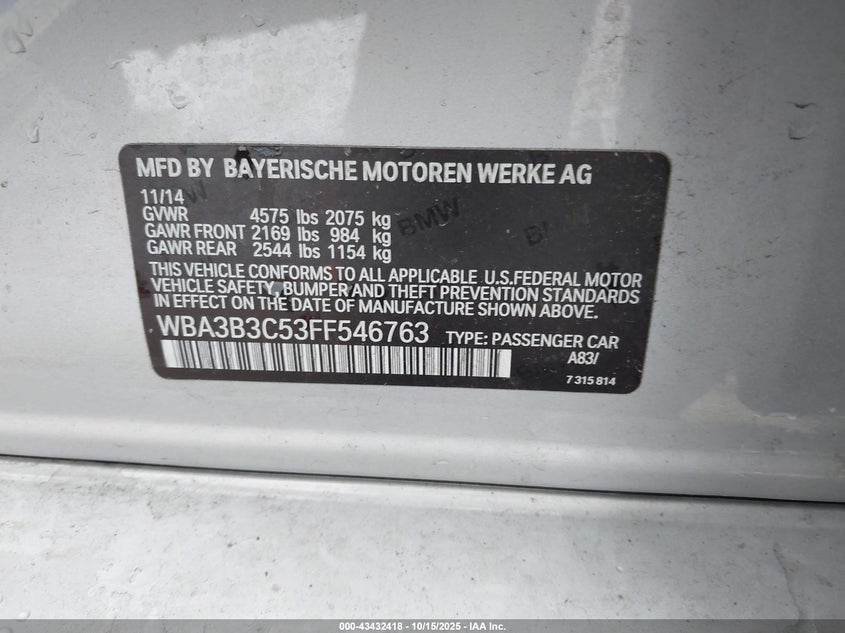 MFD BY BAYERISCHE MOTOREN WERKE AG
11/14
GVWR 4575 lbs 2075 kg
GAWR FRONT 2169 lbs 984 kg
GAWR REAR 2544 lbs 1154 kg
THIS VEHICLE CONFORMS TO ALL APPLICABLE U.S.FEDERAL MOTOR
VEHICLE SAFETY, BUMPER AND THEFT PREVENTION STANDARDS
IN EFFECT ON THE DATE OF MANUFACTURE SHOWN ABOVE.
WBA3B3C53FF546763 TYPE: PASSENGER CAR
A83/
7 315 814
BMW
BMW
000-43432418 - 10/15/2025 - IAA Inc.